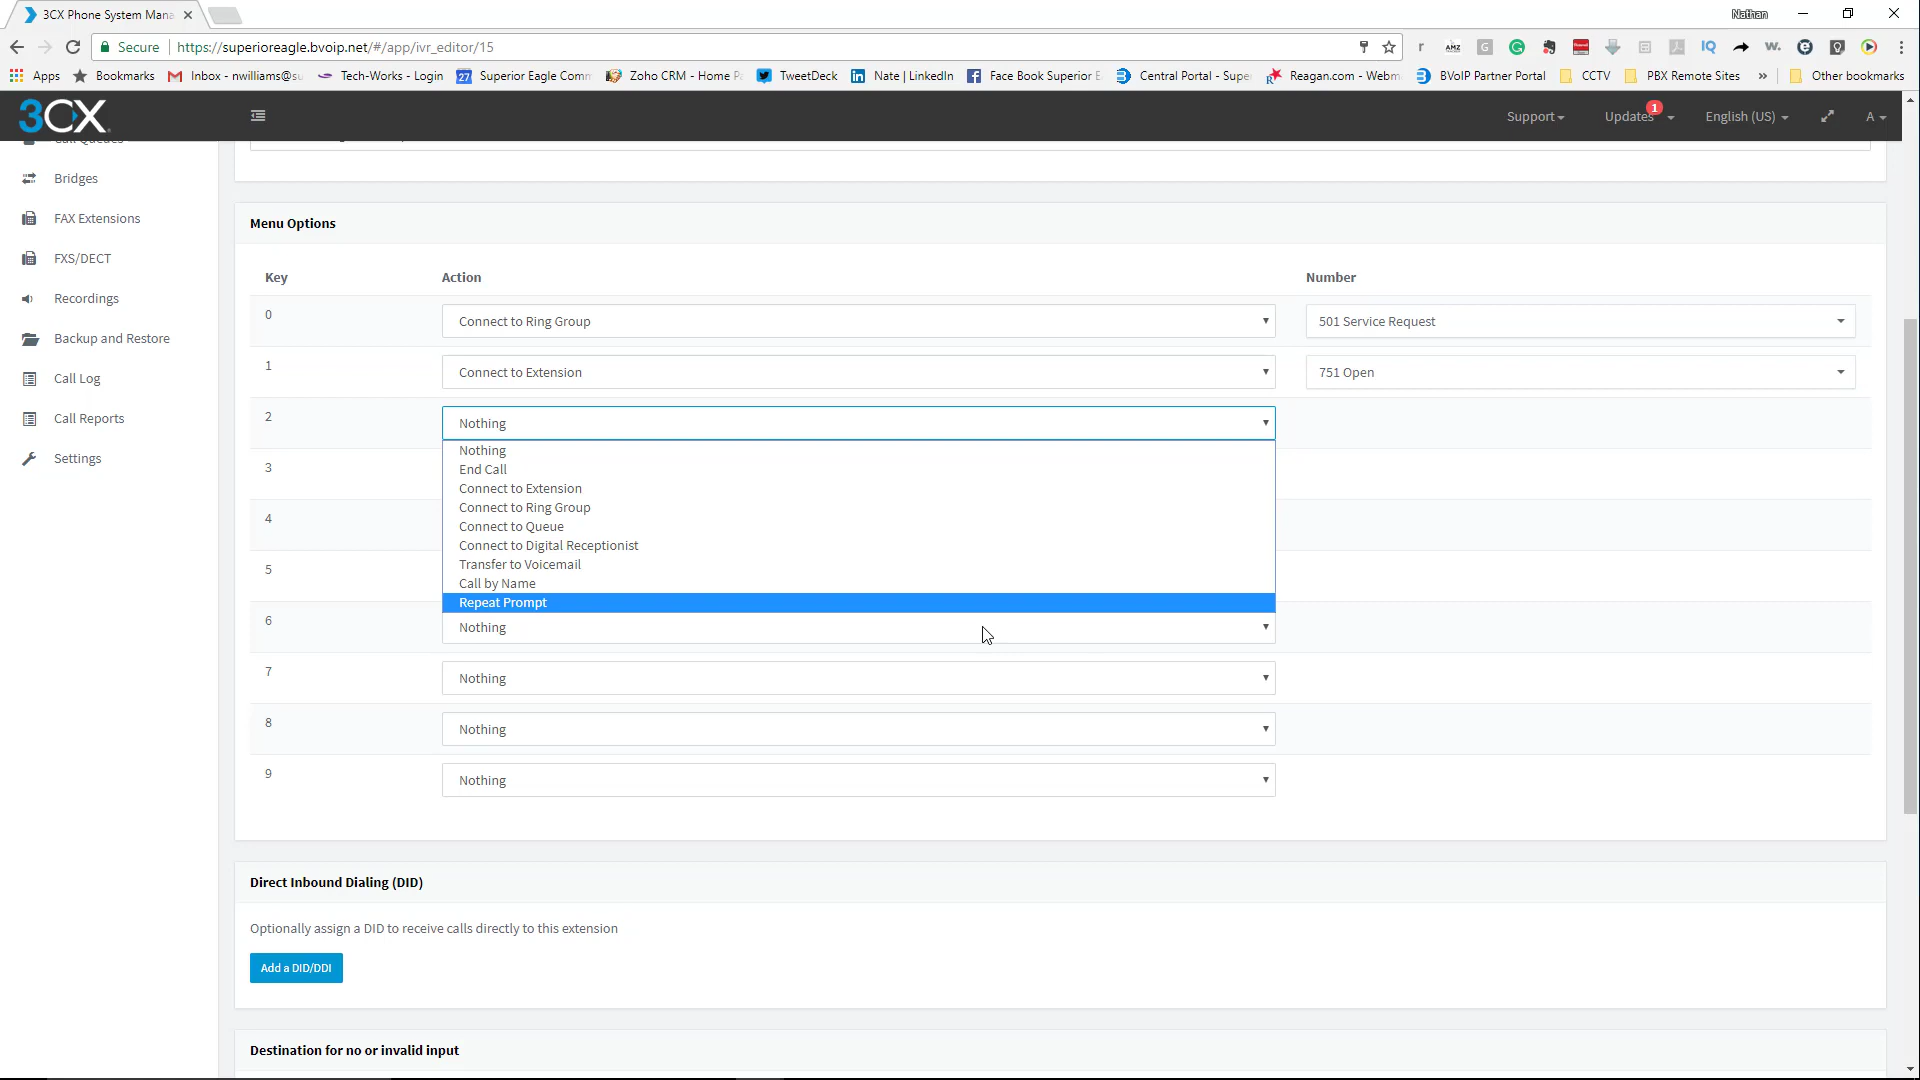 3CX Phone System Mana
Nathan
Secure https://superioreagle.bvoip.net/#/app/ivr_editor/15
Apps Bookmarks Inbox - nwilliams@su Tech-Works - Login 27 Superior Eagle Comm Zoho CRM - Home Pa TweetDeck Nate | LinkedIn Face Book Superior E Central Portal - Supe Reagan.com - Webm BVoIP Partner Portal CCTV PBX Remote Sites » Other bookmarks
3CX Support Updates 1 English (US) A
Call Queues
Bridges
FAX Extensions
FXS/DECT
Recordings
Backup and Restore
Call Log
Call Reports
Settings
Menu Options
Key Action Number
0 Connect to Ring Group 501 Service Request
1 Connect to Extension 751 Open
2 Nothing
Nothing
End Call
3
Connect to Extension
Connect to Ring Group
4
Connect to Queue
Connect to Digital Receptionist
5
Transfer to Voicemail
Call by Name
Repeat Prompt
6 Nothing
7 Nothing
8 Nothing
9 Nothing
Direct Inbound Dialing (DID)
Optionally assign a DID to receive calls directly to this extension
Add a DID/DDI
Destination for no or invalid input